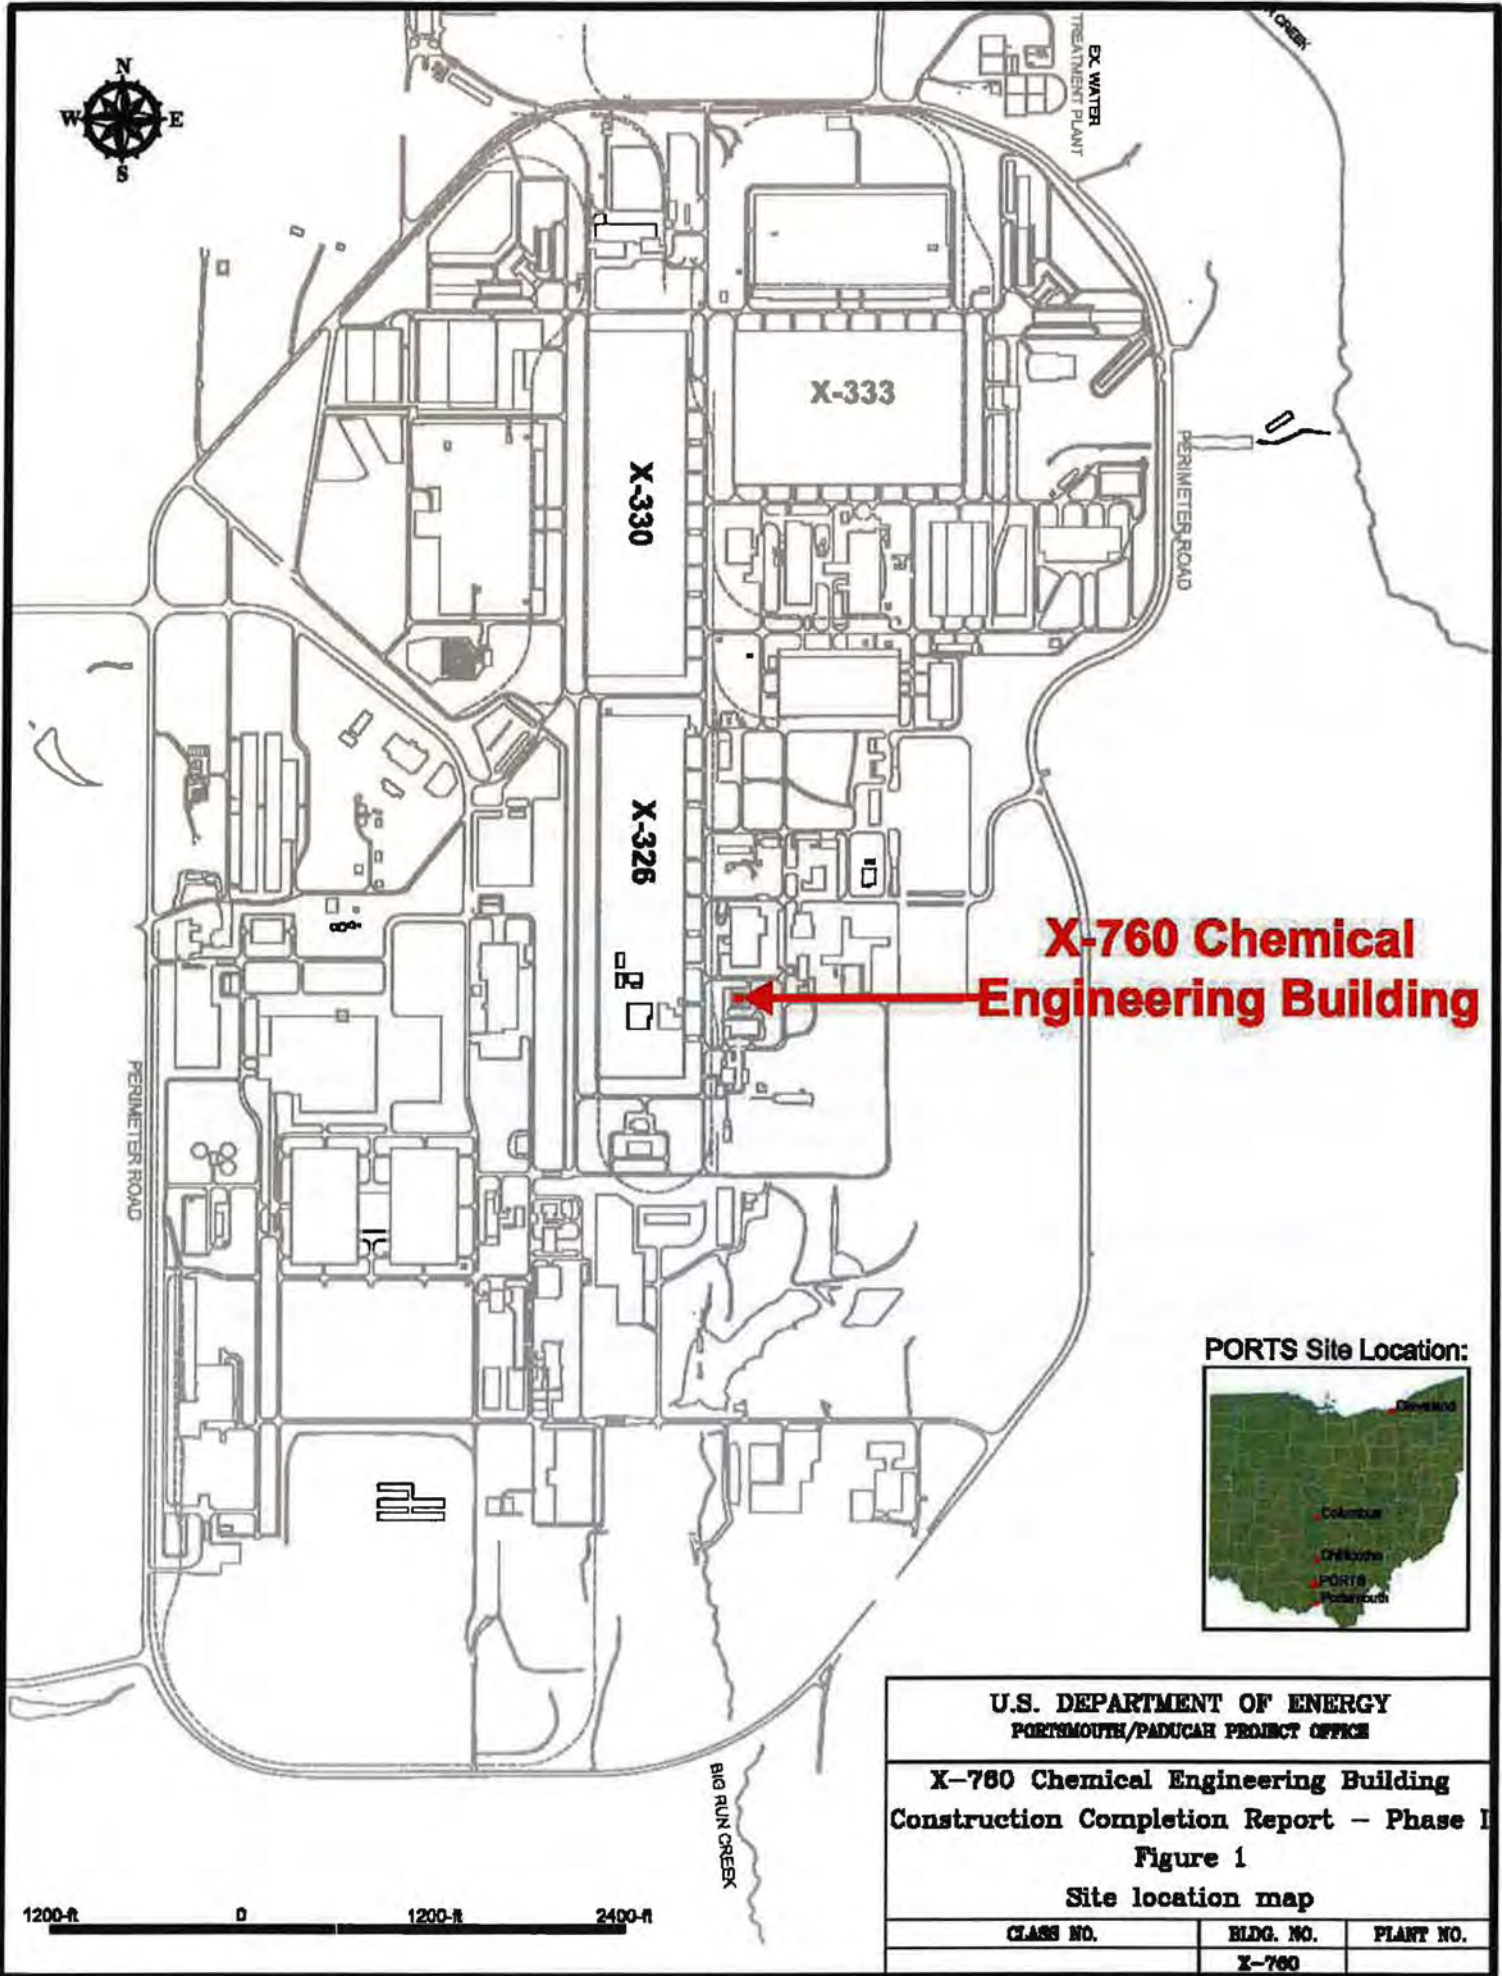 N
W E
S
CREEK
EX. WATER
TREATMENT PLANT
X-333
X-330
PERIMETER ROAD
X-326
X-760 Chemical
Engineering Building
PERIMETER ROAD
PORTS Site Location:
Cleveland
Columbus
Chillicothe
PORTS
Portsmouth
BIG RUN CREEK
1200-ft 0 1200-ft 2400-ft
U.S. DEPARTMENT OF ENERGY
PORTSMOUTH/PADUCAH PROJECT OFFICE
X-760 Chemical Engineering Building
Construction Completion Report - Phase I
Figure 1
Site location map
CLASS NO. BLDG. NO. PLANT NO.
X-760